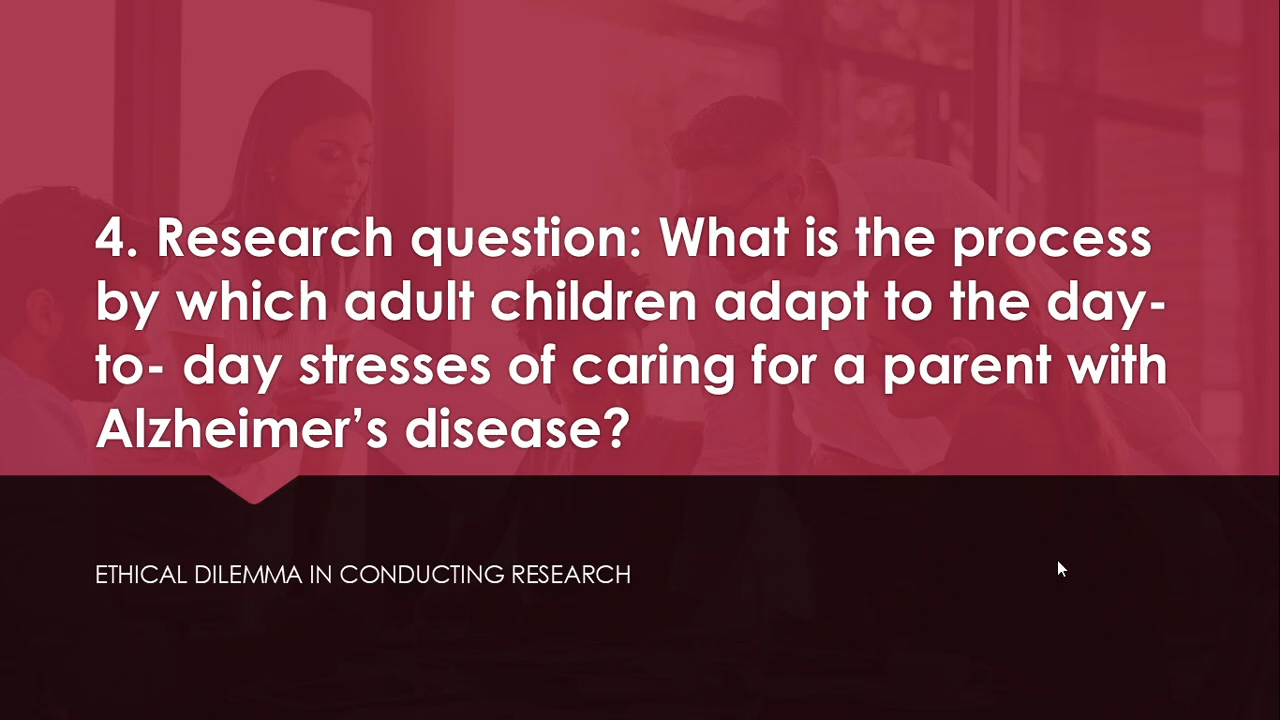 4. Research question: What is the process
by which adult children adapt to the day-
to- day stresses of caring for a parent with
Alzheimer’s disease?
ETHICAL DILEMMA IN CONDUCTING RESEARCH